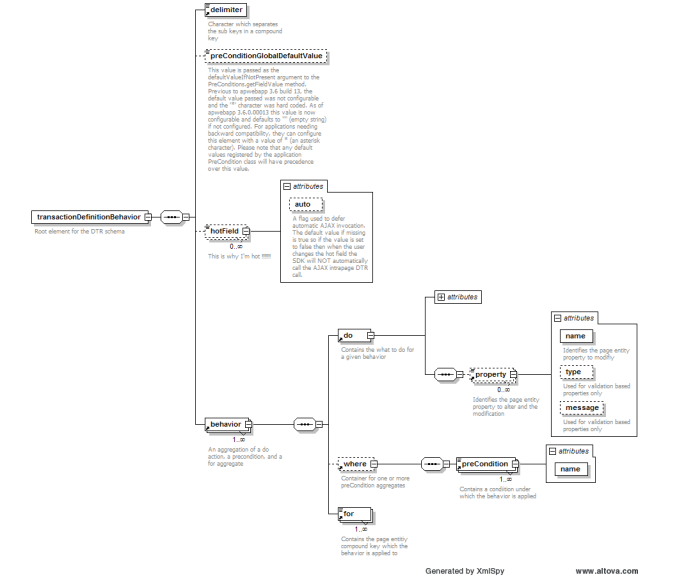 delimiter
Character which separates
the sub keys in a compound
key
preConditionGlobalDefaultValue
This value is passed as the
defaultValueIfNotPresent argument to the
PreConditions.getFieldValue method.
Previous to apwebapp 3.6 build 13, the
default value passed was not configurable
and the "*" character was hard coded. As of
apwebapp 3.6.0.00013 this value is now
configurable and defaults to "" (empty string)
if not configured. For applications needing
backward compatibility, they can configure
this element with a value of * (an asterisk
character). Please note that any default
values registered by the application
PreCondition class will have precedence
over this value.
transactionDefinitionBehavior
Root element for the DTR schema
attributes
auto
A flag used to defer
automatic AJAX invocation.
The default value if missing
is true so if the value is set
to false then when the user
changes the hot field the
SDK will NOT automatically
call the AJAX intrapage DTR
call.
hotField
0..∞
This is why I'm hot !!!!!!
behavior
1..∞
An aggregation of a do
action, a precondition, and a
for aggregate
do
Contains the what to do for
a given behavior
attributes
property
0..∞
Identifies the page entity
property to alter and the
modification
attributes
name
Identifies the page entity
property to modifiy
type
Used for validation based
properties only
message
Used for validation based
properties only
where
Container for one or more
preCondition aggregates
preCondition
1..∞
Contains a condition under
which the behavior is applied
attributes
name
for
1..∞
Contains the page entitiy
compound key which the
behavior is applied to
Generated by XmlSpy
www.altova.com